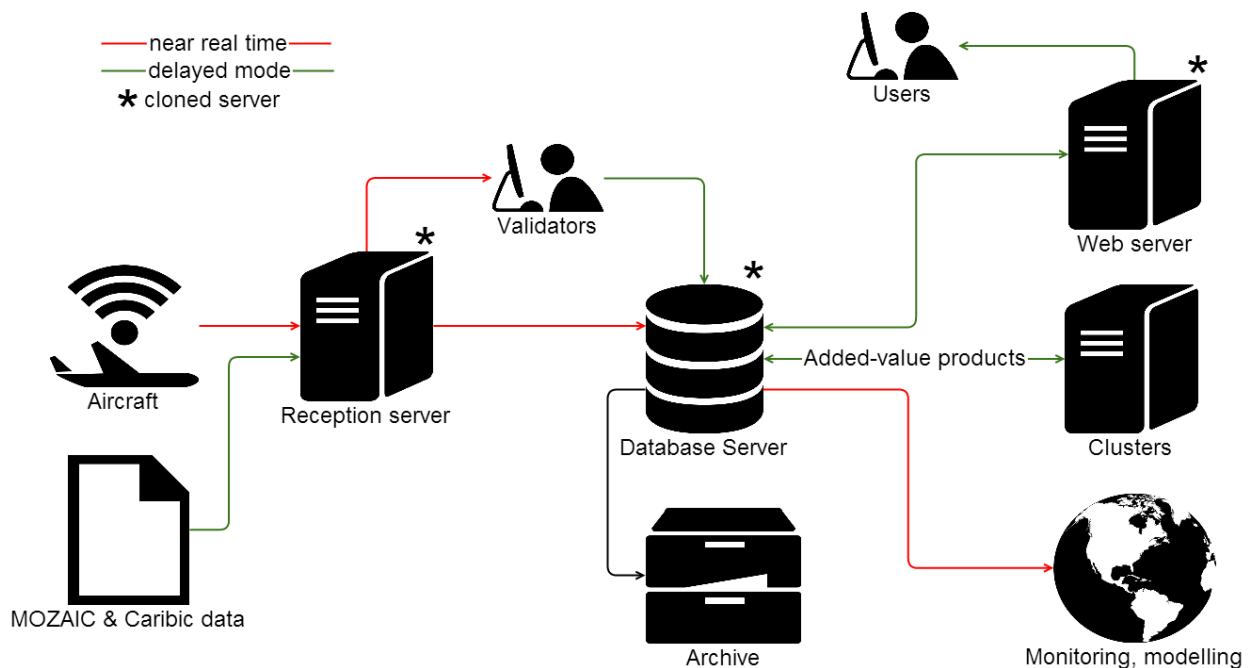 near real time
delayed mode
* cloned server
Users
*
Web server
Validators
*
*
Aircraft
Reception server
Added-value products
Database Server
Clusters
MOZAIC & Caribic data
Archive
Monitoring, modelling